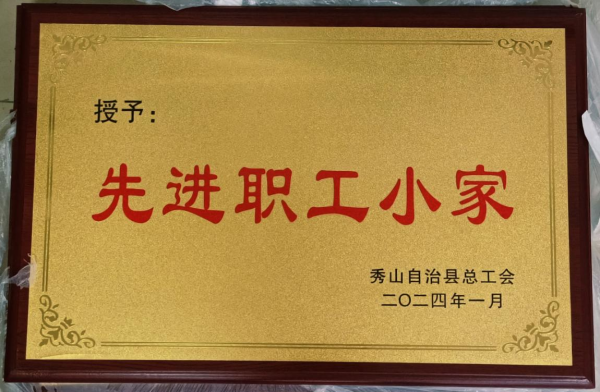 授予：
先进职工小家
秀山自治县总工会
二〇二四年一月